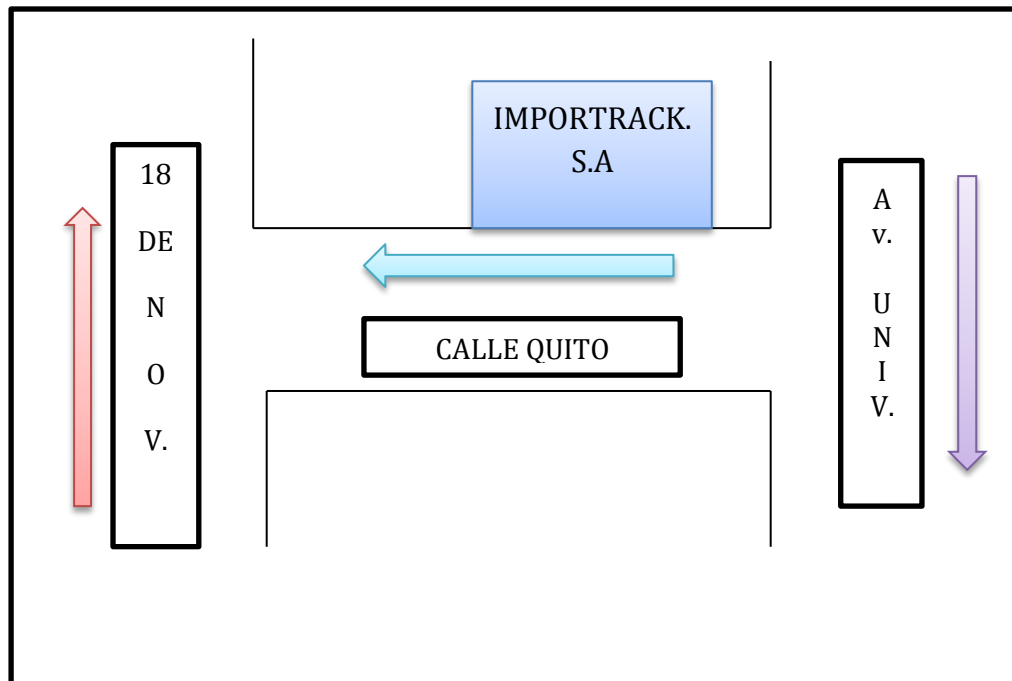 IMPORTRACK.
S.A
18
DE
N
O
V.
CALLE QUITO
A
v.
U
N
I
V.